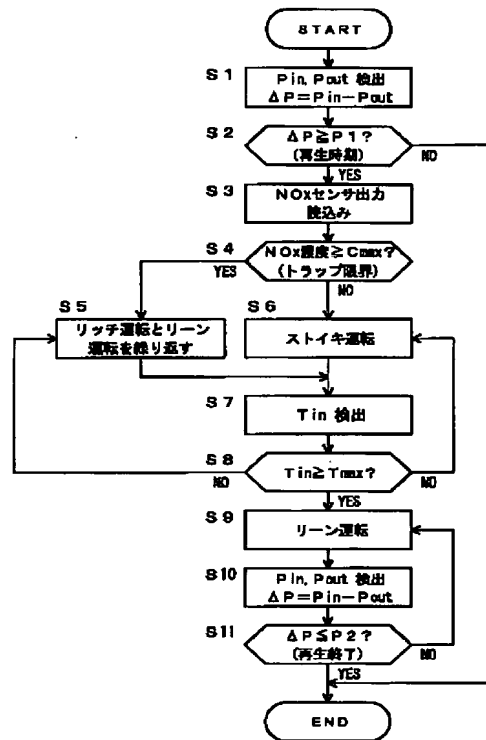 START
S1
Pin, Pout 検出
ΔP=Pin-Pout
S2
ΔP≧P1?
(再生時期)
NO
YES
S3
NOxセンサ出力
読込み
S4
NOx濃度≧Cmax?
(トラップ限界)
YES
NO
S5
リッチ運転とリーン
運転を繰り返す
S6
ストイキ運転
S7
Tin 検出
S8
Tin≧Tmax?
NO
NO
YES
S9
リーン運転
S10
Pin, Pout 検出
ΔP=Pin-Pout
S11
ΔP≦P2?
(再生終了)
NO
YES
END